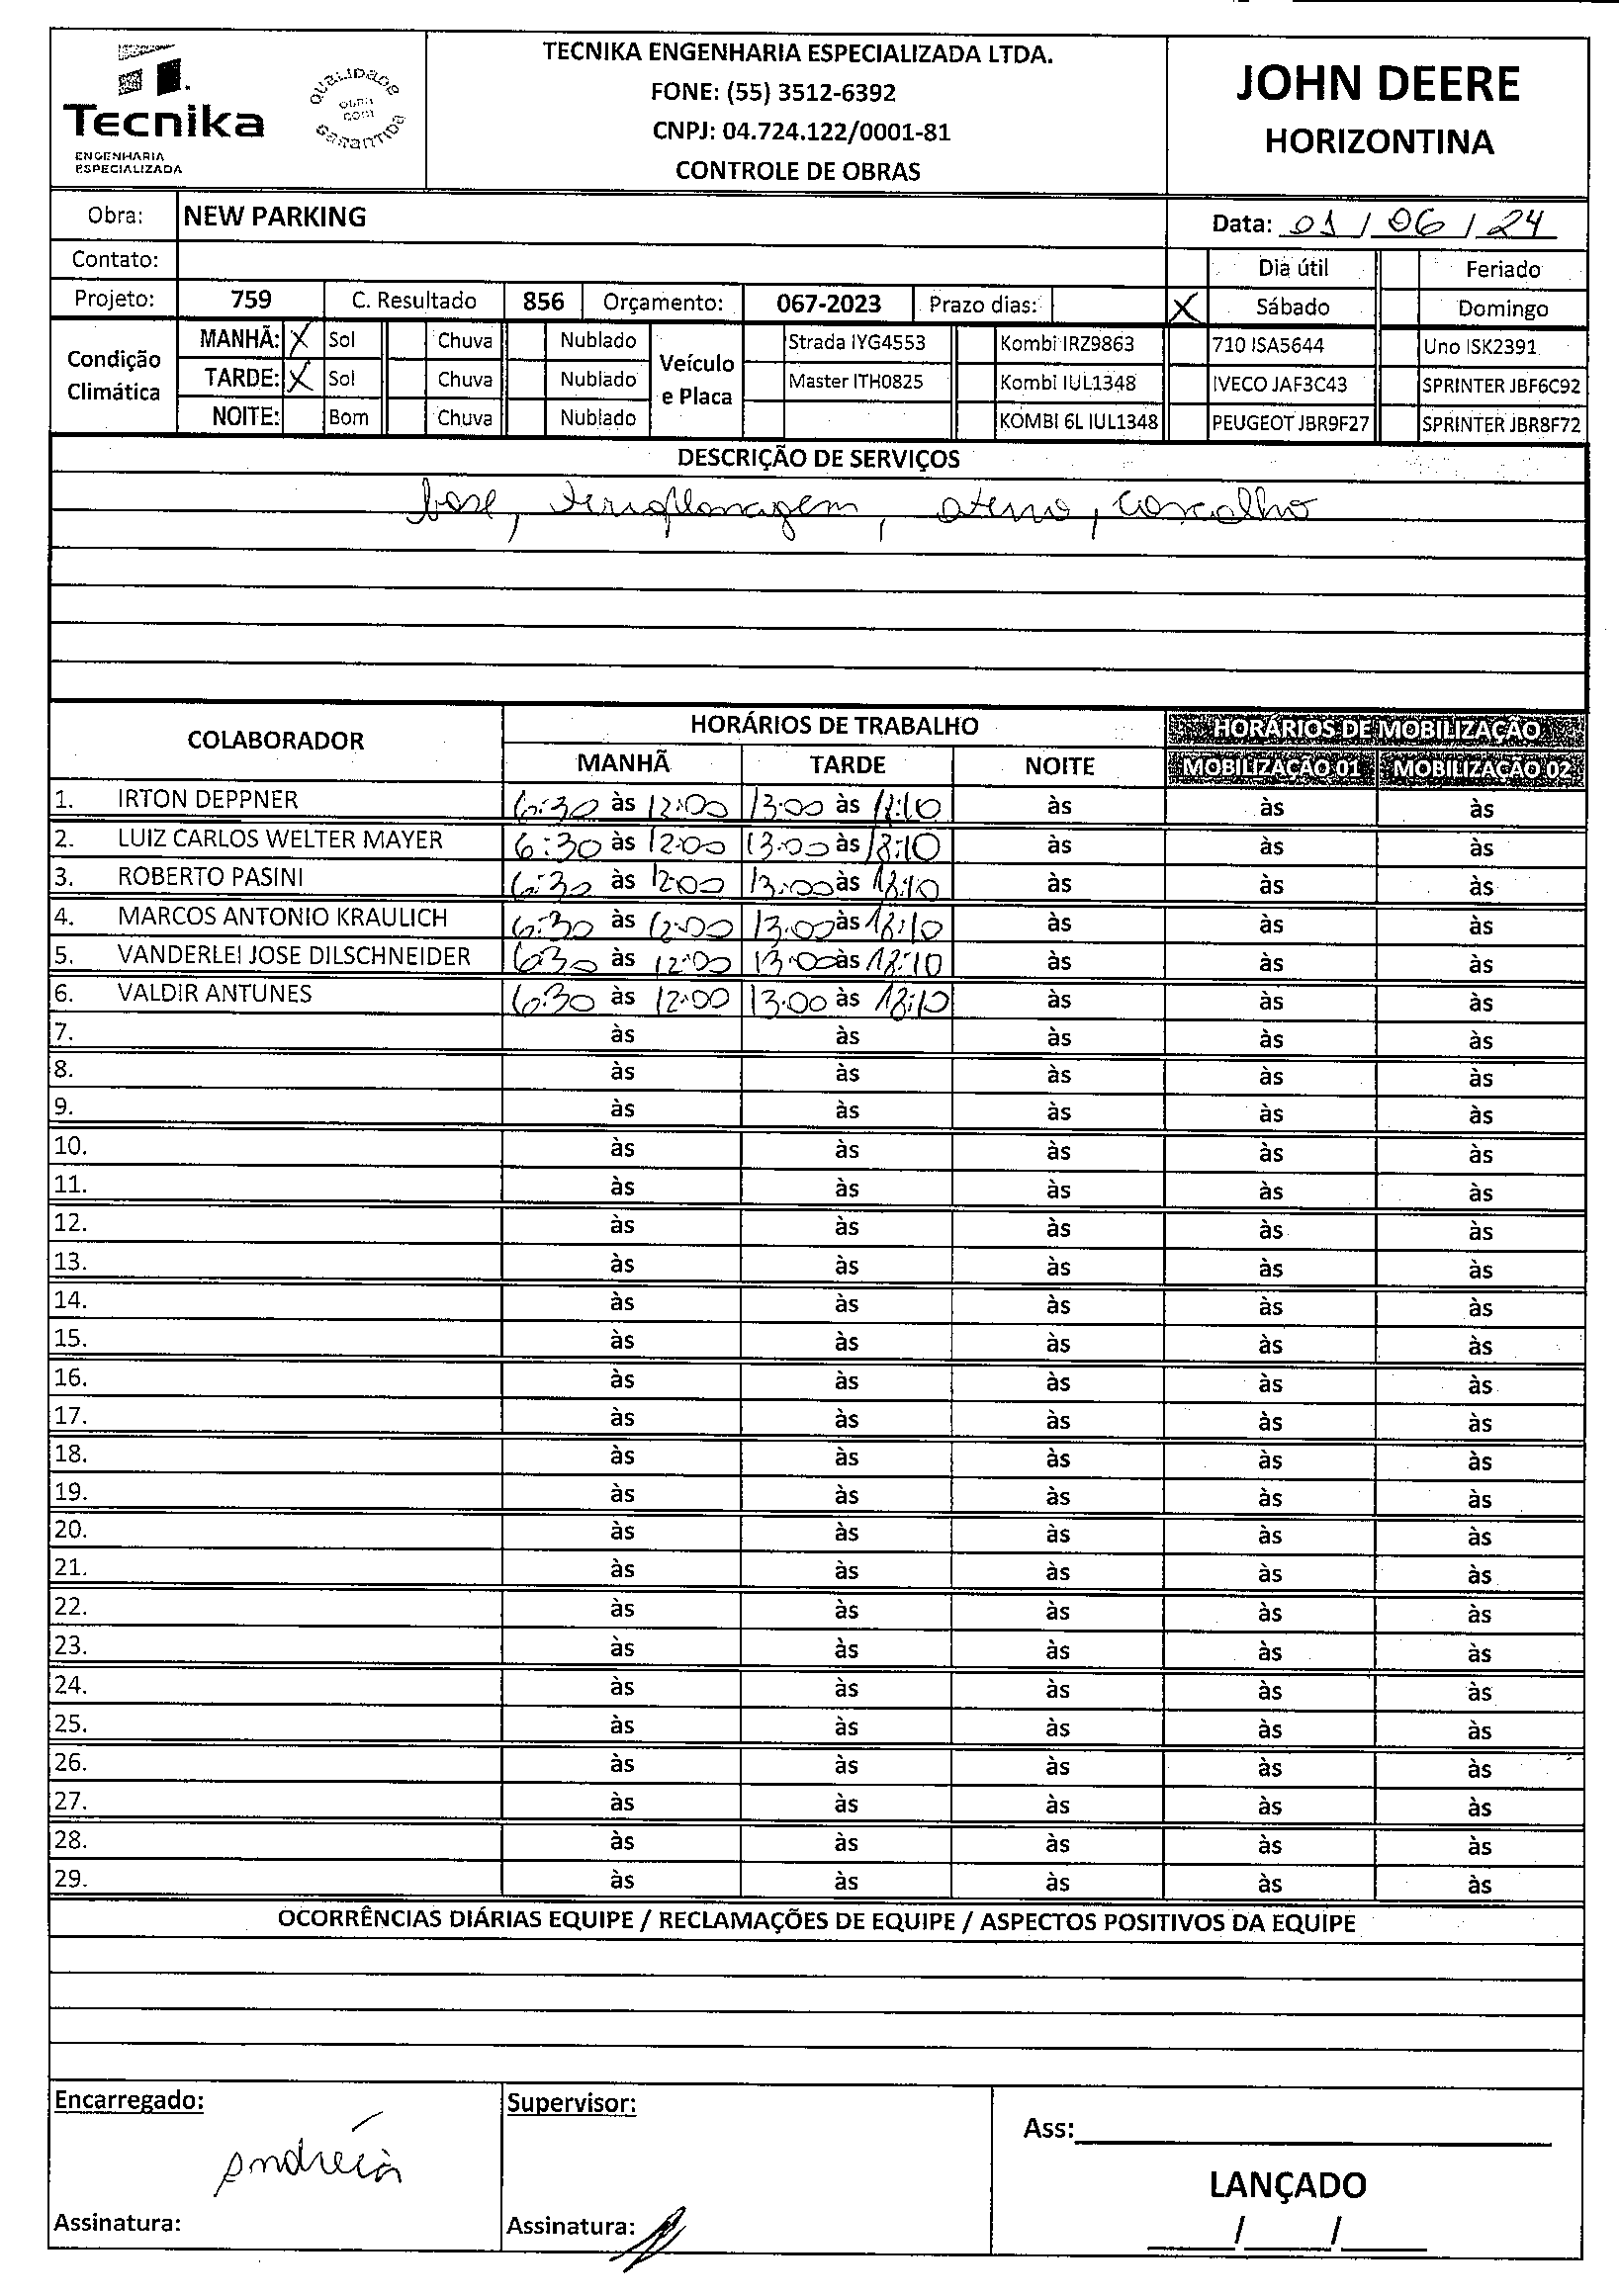 Tecnika
ENGENHARIA
ESPECIALIZADA
QUALIDADE
OBRA
COM
GARANTIDA
TECNIKA ENGENHARIA ESPECIALIZADA LTDA.
FONE: (55) 3512-6392
CNPJ: 04.724.122/0001-81
CONTROLE DE OBRAS
JOHN DEERE
HORIZONTINA
Obra: NEW PARKING Data: 01 / 06 / 24
Contato: Dia útil Feriado
Projeto: 759 C. Resultado 856 Orçamento: 067-2023 Prazo dias: X Sábado Domingo
Condição Climática MANHÃ: X Sol Chuva Nublado Veículo e Placa Strada IYG4553 Kombi IRZ9863 710 ISA5644 Uno ISK2391
TARDE: X Sol Chuva Nublado Master ITH0825 Kombi IUL1348 IVECO JAF3C43 SPRINTER JBF6C92
NOITE: Bom Chuva Nublado KOMBI 6L IUL1348 PEUGEOT JBR9F27 SPRINTER JBR8F72
DESCRIÇÃO DE SERVIÇOS
base, terraplanagem, aterro, cascalho
COLABORADOR HORÁRIOS DE TRABALHO HORÁRIOS DE MOBILIZAÇÃO
MANHÃ TARDE NOITE MOBILIZAÇÃO 01 MOBILIZAÇÃO 02
1. IRTON DEPPNER 6:30 às 12:00 13:00 às 18:10 às às às
2. LUIZ CARLOS WELTER MAYER 6:30 às 12:00 13:00 às 18:10 às às às
3. ROBERTO PASINI 6:30 às 12:00 13:00 às 18:10 às às às
4. MARCOS ANTONIO KRAULICH 6:30 às 12:00 13:00 às 18:10 às às às
5. VANDERLEI JOSE DILSCHNEIDER 630 às 12:00 13:00 às 18:10 às às às
6. VALDIR ANTUNES 6:30 às 12:00 13:00 às 18:10 às às às
7. às às às às às
8. às às às às às
9. às às às às às
10. às às às às às
11. às às às às às
12. às às às às às
13. às às às às às
14. às às às às às
15. às às às às às
16. às às às às às
17. às às às às às
18. às às às às às
19. às às às às às
20. às às às às às
21. às às às às às
22. às às às às às
23. às às às às às
24. às às às às às
25. às às às às às
26. às às às às às
27. às às às às às
28. às às às às às
29. às às às às às
OCORRÊNCIAS DIÁRIAS EQUIPE / RECLAMAÇÕES DE EQUIPE / ASPECTOS POSITIVOS DA EQUIPE
Encarregado: Supervisor:
Ass:
andréia
LANÇADO
Assinatura: Assinatura:
/ /